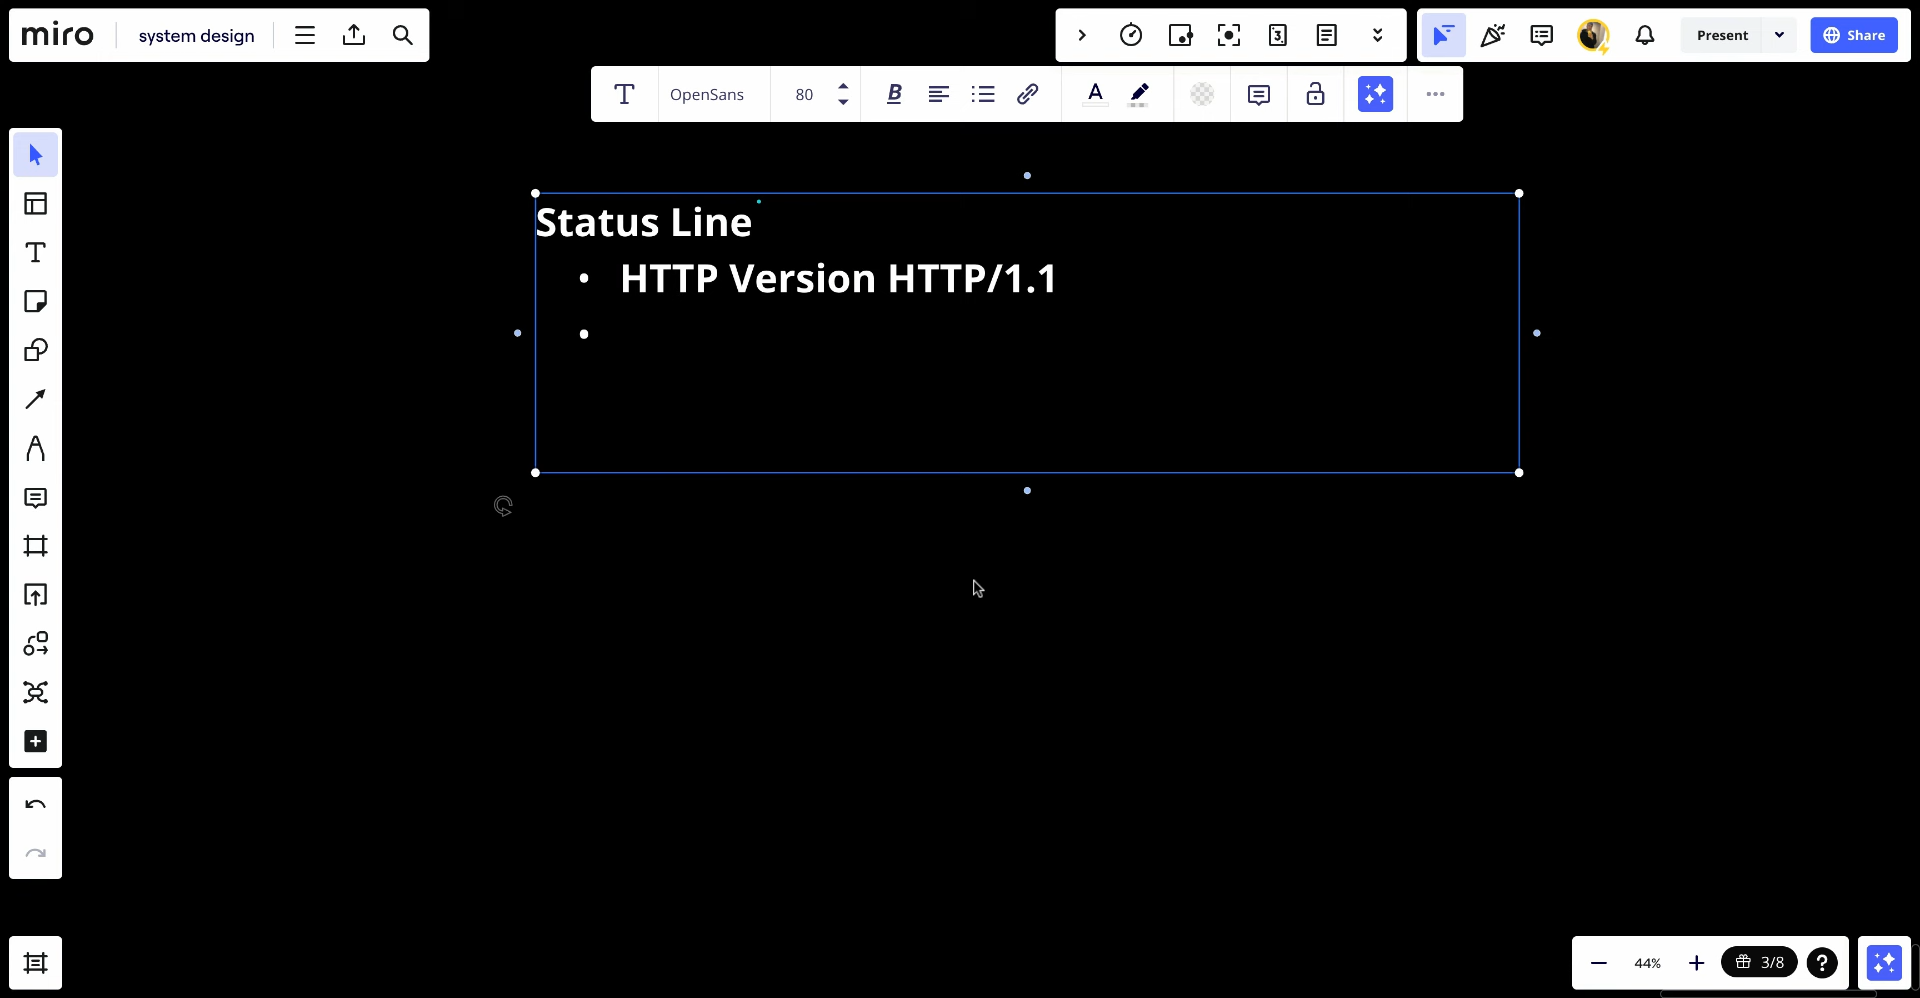 miro system design
Present Share
OpenSans 80 B A
Status Line
• HTTP Version HTTP/1.1
•
44% 3/8 ?